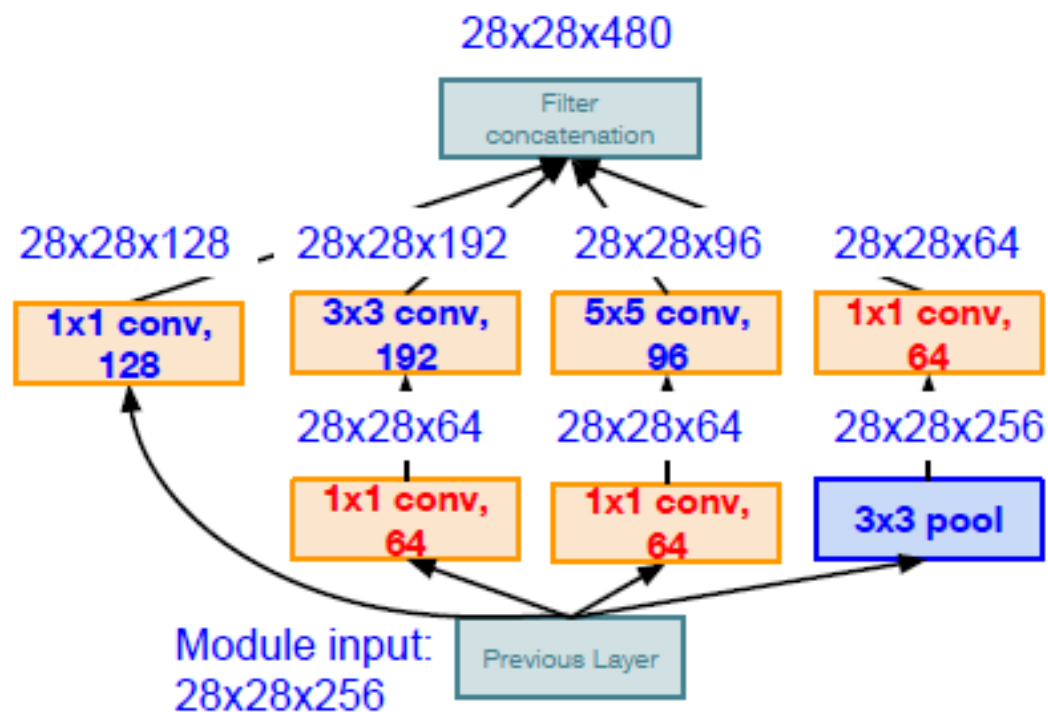 28x28x480
Filter
concatenation
28x28x128
28x28x192
28x28x96
28x28x64
1x1 conv,
128
3x3 conv,
192
5x5 conv,
96
1x1 conv,
64
28x28x64
28x28x64
28x28x256
1x1 conv,
64
1x1 conv,
64
3x3 pool
Module input:
28x28x256
Previous Layer